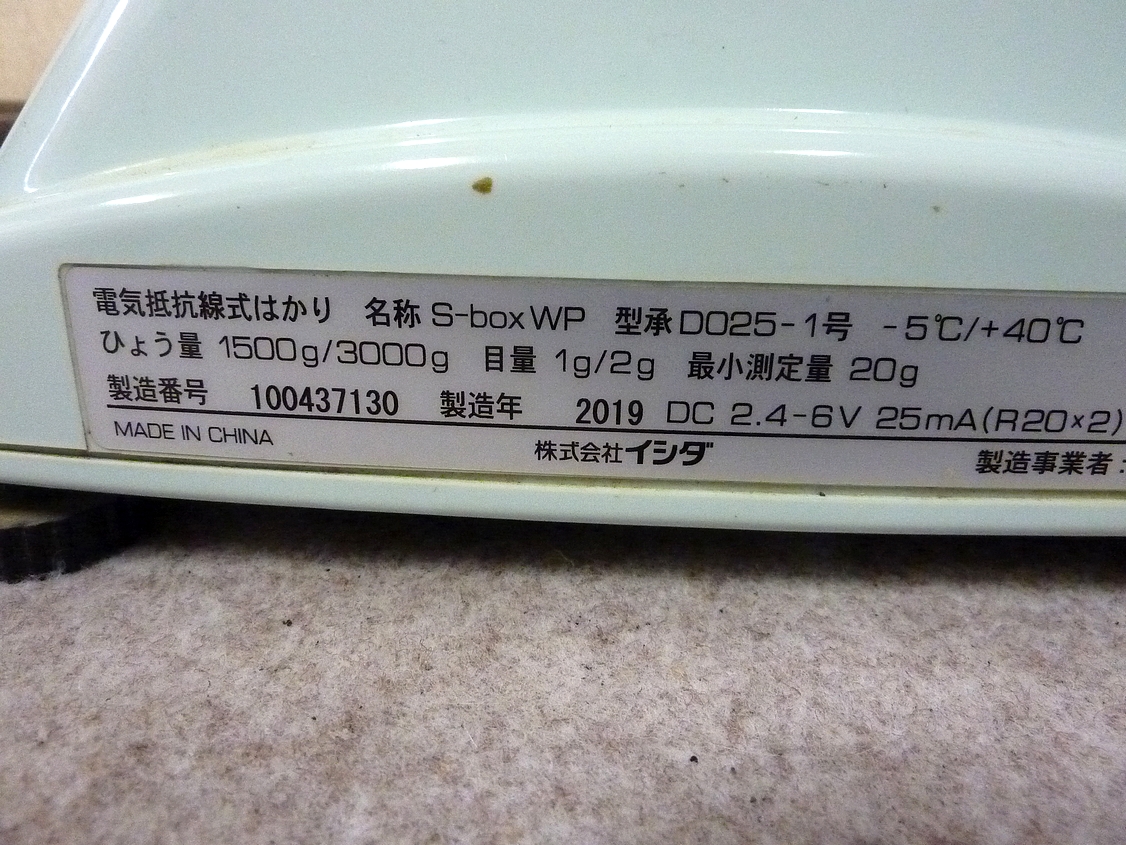 電気抵抗線式はかり 名称 S-box WP 型承 D025-1号 -5℃/+40℃
ひょう量 1500g/3000g 目量 1g/2g 最小測定量 20g
製造番号 100437130 製造年 2019 DC 2.4-6V 25mA(R20×2)
MADE IN CHINA 株式会社イシダ 製造事業者: